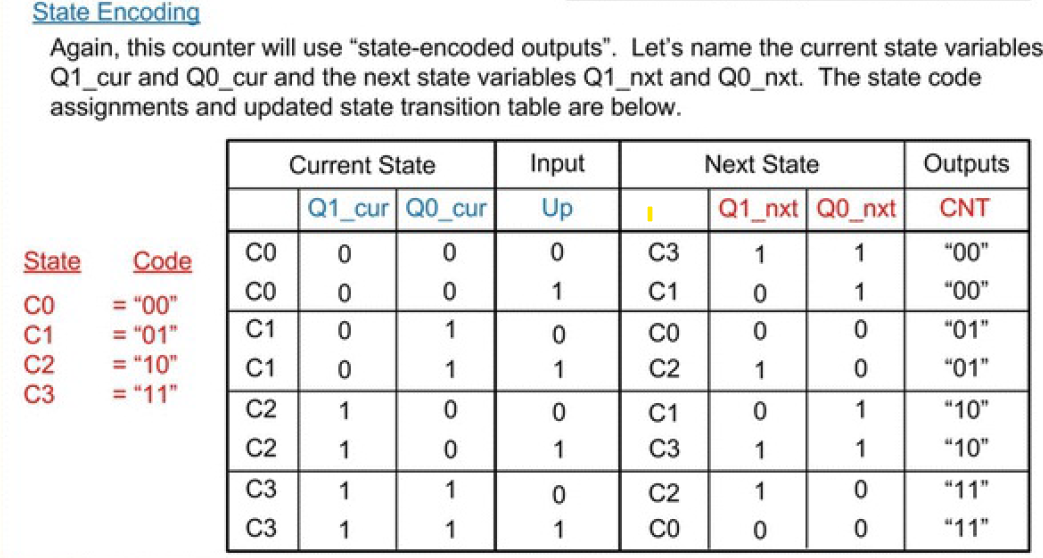 State Encoding
Again, this counter will use “state-encoded outputs”. Let’s name the current state variables
Q1_cur and Q0_cur and the next state variables Q1_nxt and Q0_nxt. The state code
assignments and updated state transition table are below.
Current State Input Next State Outputs
Q1_cur Q0_cur Up Q1_nxt Q0_nxt CNT
C0 0 0 0 C3 1 1 “00”
C0 0 0 1 C1 0 1 “00”
C1 0 1 0 C0 0 0 “01”
C1 0 1 1 C2 1 0 “01”
C2 1 0 0 C1 0 1 “10”
C2 1 0 1 C3 1 1 “10”
C3 1 1 0 C2 1 0 “11”
C3 1 1 1 C0 0 0 “11”
State Code
C0 = “00”
C1 = “01”
C2 = “10”
C3 = “11”